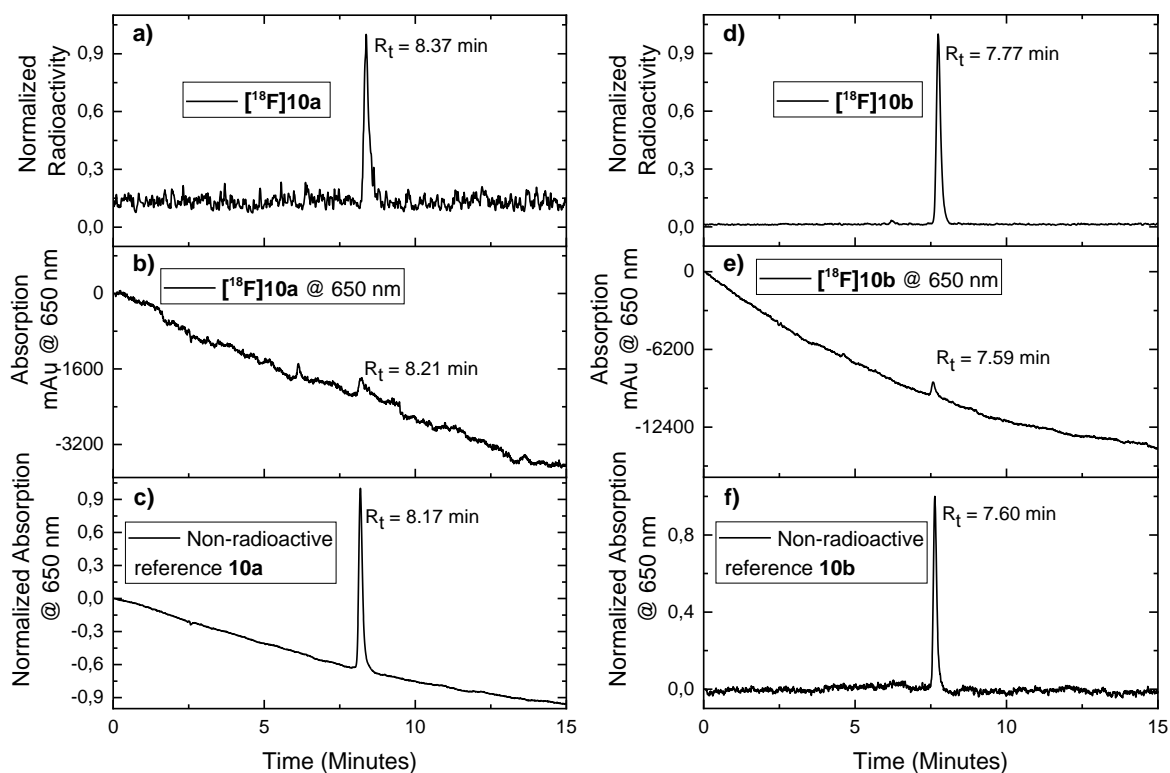 a)
R_t = 8.37 min
[¹⁸F]10a
0,9
0,6
0,3
0,0
Normalized
Radioactivity
b)
[¹⁸F]10a @ 650 nm
R_t = 8.21 min
0
-1600
-3200
Absorption
mAu @ 650 nm
c)
R_t = 8.17 min
Non-radioactive
reference 10a
0,9
0,6
0,3
0,0
-0,3
-0,6
-0,9
Normalized Absorption
@ 650 nm
0
5
10
15
Time (Minutes)
d)
R_t = 7.77 min
[¹⁸F]10b
0,9
0,6
0,3
0,0
Normalized
Radioactivity
e)
[¹⁸F]10b @ 650 nm
R_t = 7.59 min
0
-6200
-12400
Absorption
mAu @ 650 nm
f)
R_t = 7.60 min
Non-radioactive
reference 10b
0,8
0,4
0,0
Normalized Absorption
@ 650 nm
0
5
10
15
Time (Minutes)